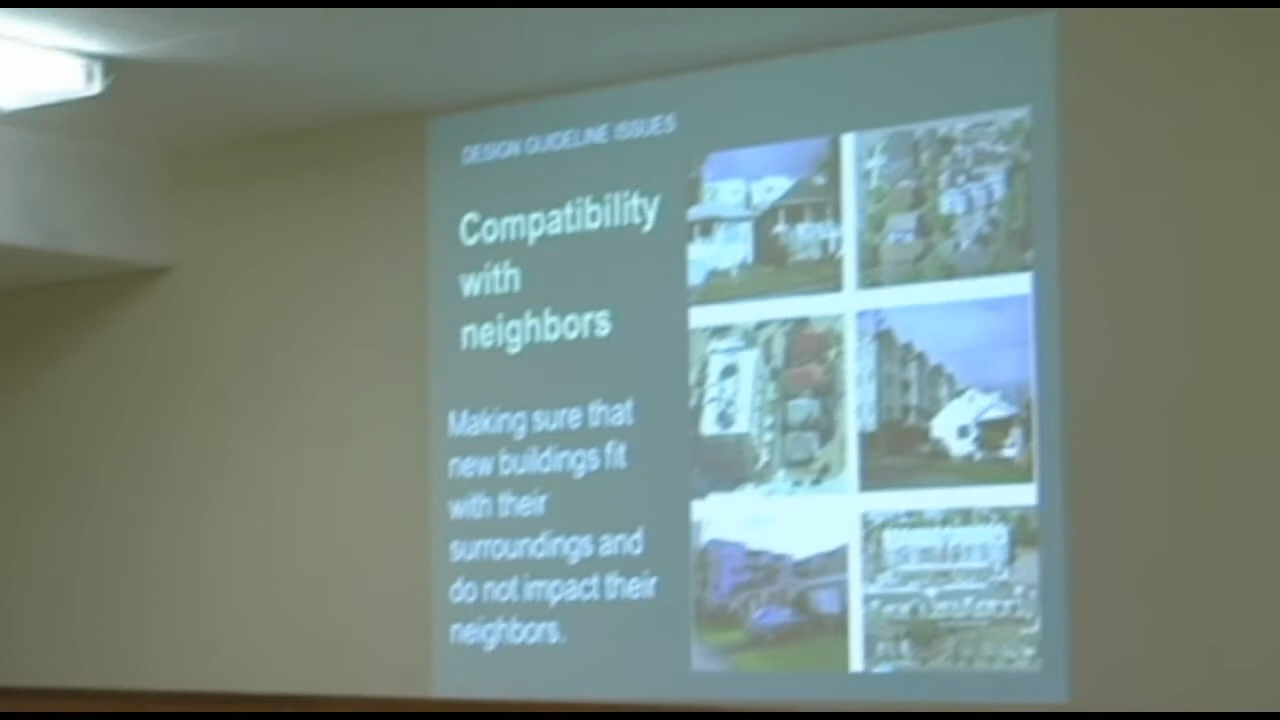 DESIGN GUIDELINE ISSUES
Compatibility
with
neighbors
Making sure that
new buildings fit
with their
surroundings and
do not impact their
neighbors.